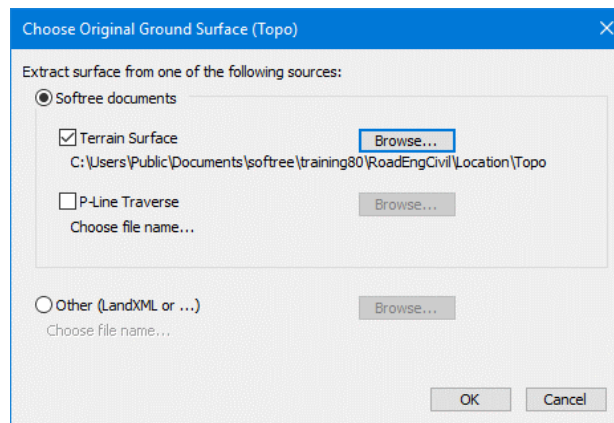 Choose Original Ground Surface (Topo)
Extract surface from one of the following sources:
Softree documents
Terrain Surface Browse...
C:\Users\Public\Documents\softree\training80\RoadEngCivil\Location\Topo
P-Line Traverse Browse...
Choose file name...
Other (LandXML or ...) Browse...
Choose file name...
OK Cancel